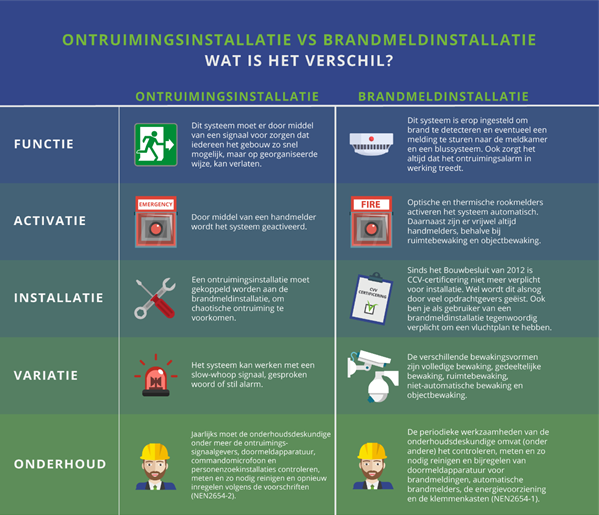 ONTRUIMINGSINSTALLATIE VS BRANDMELDINSTALLATIE
WAT IS HET VERSCHIL?
ONTRUIMINGSINSTALLATIE
BRANDMELDINSTALLATIE
FUNCTIE
Dit systeem moet er door middel
van een signaal voor zorgen dat
iedereen het gebouw zo snel
mogelijk, maar op georganiseerde
wijze, kan verlaten.
Dit systeem is erop ingesteld om
brand te detecteren en eventueel een
melding te sturen naar de meldkamer
en een blussysteem. Ook zorgt het
altijd dat het ontruimingsalarm in
werking treedt.
ACTIVATIE
EMERGENCY
Door middel van een handmelder
wordt het systeem geactiveerd.
FIRE
Optische en thermische rookmelders
activeren het systeem automatisch.
Daarnaast zijn er vrijwel altijd
handmelders, behalve bij
ruimtebewaking en objectbewaking.
INSTALLATIE
Een ontruimingsinstallatie moet
gekoppeld worden aan de
brandmeldinstallatie, om
chaotische ontruiming te
voorkomen.
CVV
CERTIFICERING
Sinds het Bouwbesluit van 2012 is
CCV-certificering niet meer verplicht
voor installatie. Wel wordt dit alsnog
door veel opdrachtgevers geëist. Ook
ben je als gebruiker van een
brandmeldinstallatie tegenwoordig
verplicht om een vluchtplan te hebben.
VARIATIE
Het systeem kan werken met een
slow-whoop signaal, gesproken
woord of stil alarm.
De verschillende bewakingsvormen
zijn volledige bewaking, gedeeltelijke
bewaking, ruimtebewaking,
niet-automatische bewaking en
objectbewaking.
ONDERHOUD
Jaarlijks moet de onderhoudsdeskundige
onder meer de ontruimings-
signaalgevers, doormeldapparatuur,
commandomicrofoon en
personenzoekinstallaties controleren,
meten en zo nodig reinigen en opnieuw
inregelen volgens de voorschriften
(NEN2654-2).
De periodieke werkzaamheden van de
onderhoudsdeskundige omvat (onder
andere) het controleren, meten en zo
nodig reinigen en bijregelen van
doormeldapparatuur voor
brandmeldingen, automatische
brandmelders, de energievoorziening
en de klemmenkasten (NEN2654-1).